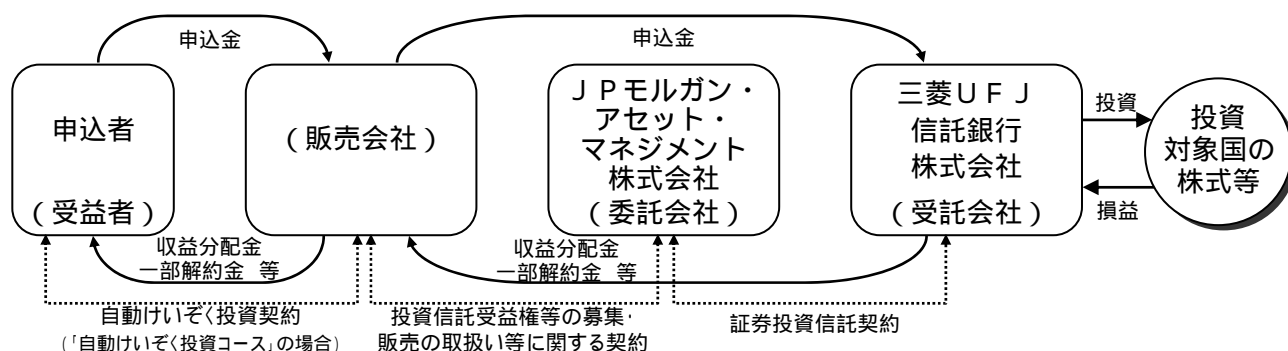 申込金
申込金
申込者
（受益者）
（販売会社）
ＪＰモルガン・
アセット・
マネジメント
株式会社
（委託会社）
三菱ＵＦＪ
信託銀行
株式会社
（受託会社）
投資
損益
投資
対象国の
株式等
収益分配金
一部解約金 等
収益分配金
一部解約金 等
自動けいぞく投資契約
（「自動けいぞく投資コース」の場合）
投資信託受益権等の募集・
販売の取扱い等に関する契約
証券投資信託契約